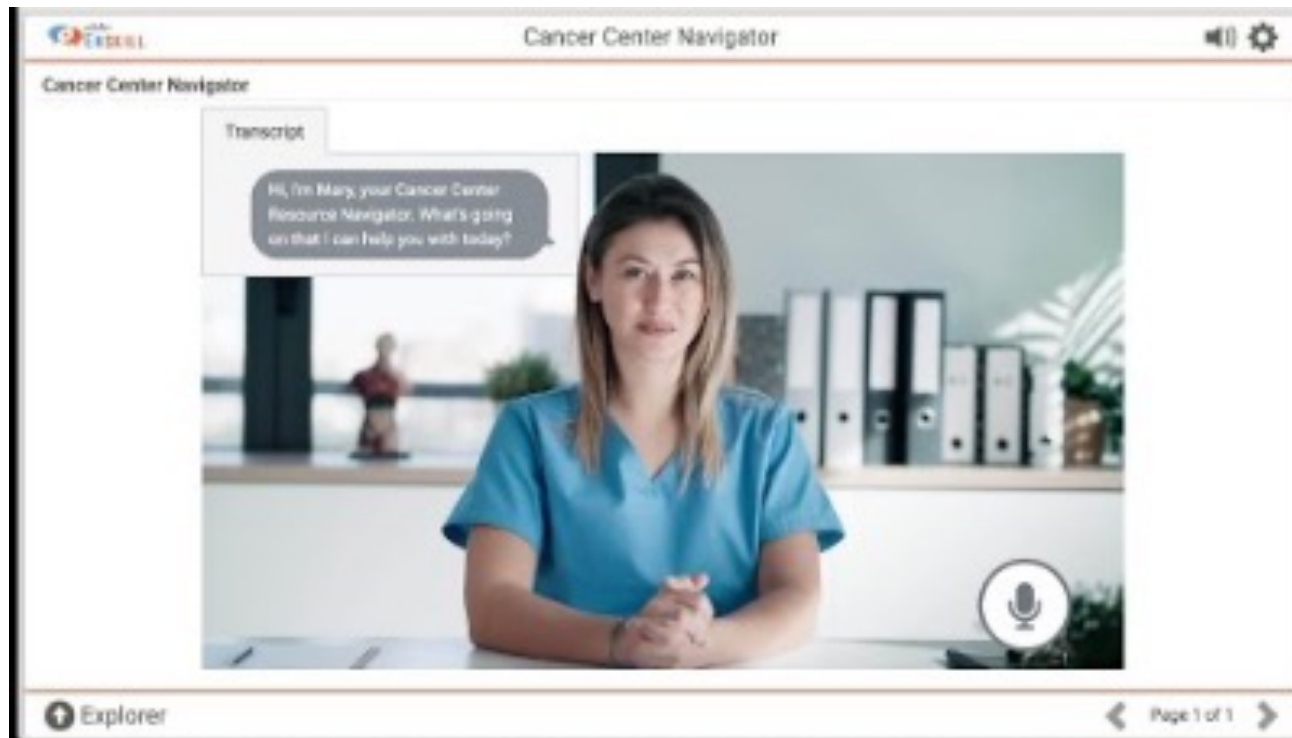 Cancer Center Navigator
Cancer Center Navigator
Transcript
Hi, I'm Mary, your Cancer Center
Resource Navigator. What's going
on that I can help you with today?
Explorer
Page 1 of 1